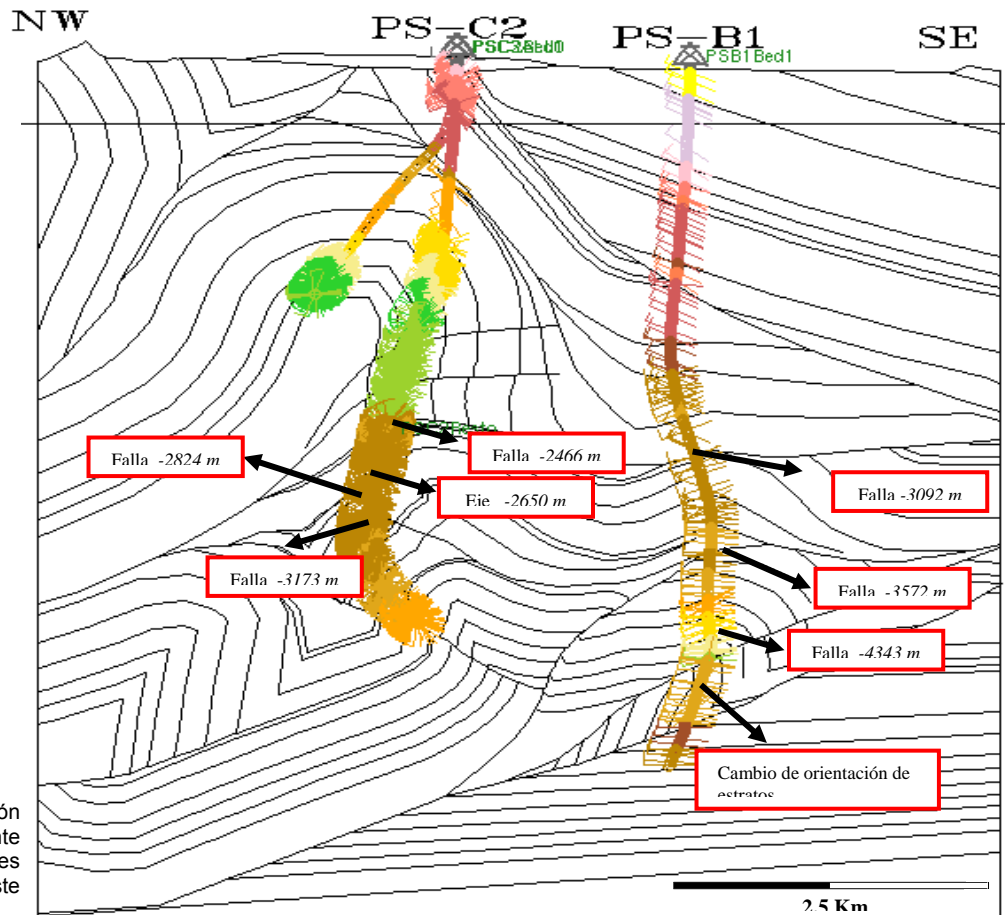 NW
PS-C2
PS-B1
SE
PSB1Bed1
Falla -2824 m
Falla -2466 m
Eje -2650 m
Falla -3092 m
Falla -3173 m
Falla -3572 m
Falla -4343 m
Cambio de orientación de
estratos
ón
nte
es
ste
2.5 Km